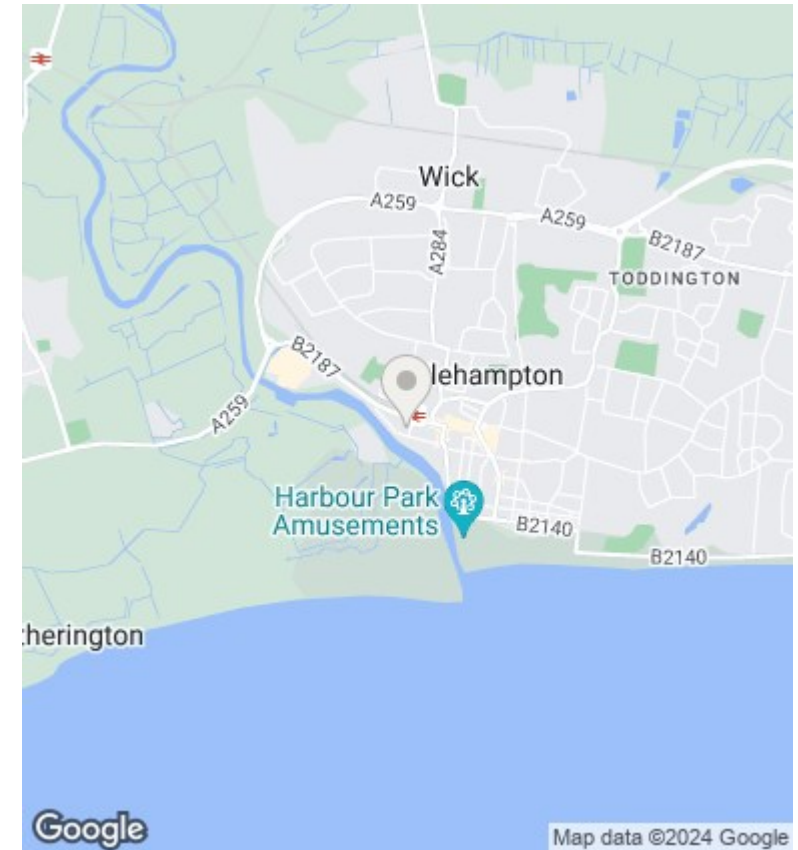 Wick
A259
A259
A284
B2187
TODDINGTON
B2187
lehampton
A259
Harbour Park
Amusements
B2140
B2140
therington
Google
Map data ©2024 Google